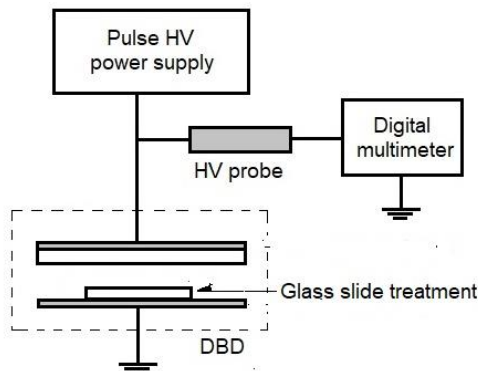 Pulse HV
power supply
Digital
multimeter
HV probe
Glass slide treatment
DBD